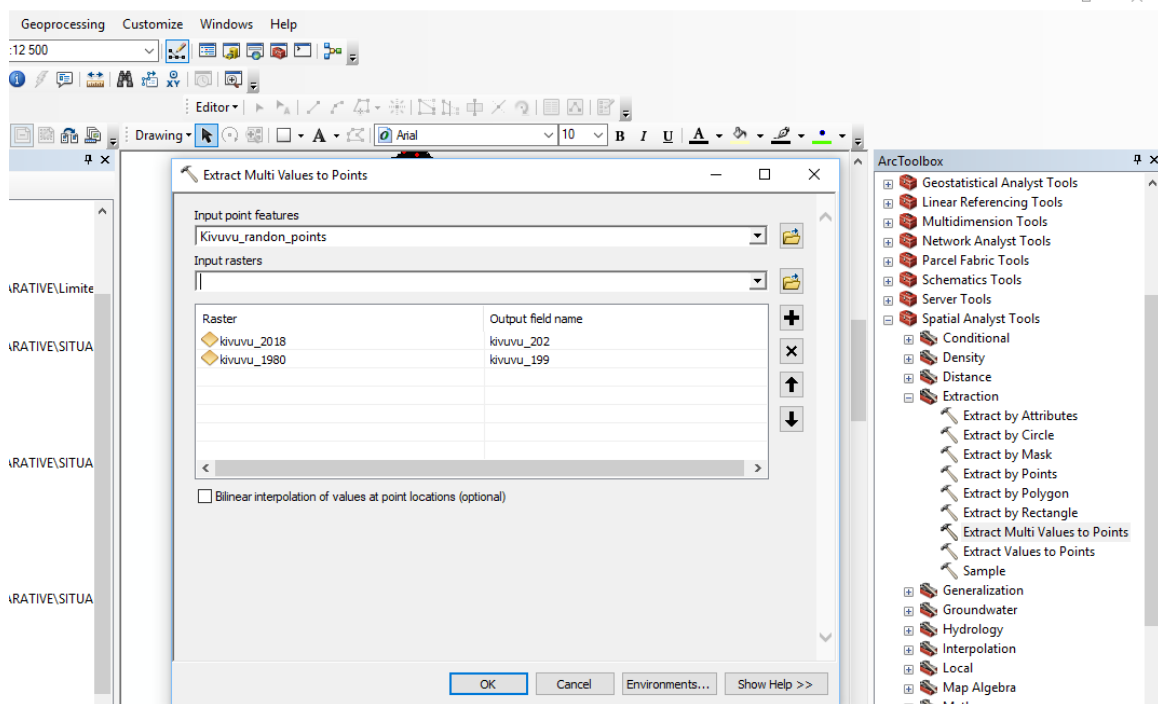 Geoprocessing Customize Windows Help
:12 500
Editor
Drawing Arial 10 B I U A
Extract Multi Values to Points
Input point features
Kivuvu_randon_points
Input rasters
Raster Output field name
kivuvu_2018 kivuvu_202
kivuvu_1980 kivuvu_199
Bilinear interpolation of values at point locations (optional)
OK Cancel Environments... Show Help >>
ARATIVE\Limite
ARATIVE\SITUA
ARATIVE\SITUA
ARATIVE\SITUA
ArcToolbox
Geostatistical Analyst Tools
Linear Referencing Tools
Multidimension Tools
Network Analyst Tools
Parcel Fabric Tools
Schematics Tools
Server Tools
Spatial Analyst Tools
Conditional
Density
Distance
Extraction
Extract by Attributes
Extract by Circle
Extract by Mask
Extract by Points
Extract by Polygon
Extract by Rectangle
Extract Multi Values to Points
Extract Values to Points
Sample
Generalization
Groundwater
Hydrology
Interpolation
Local
Map Algebra